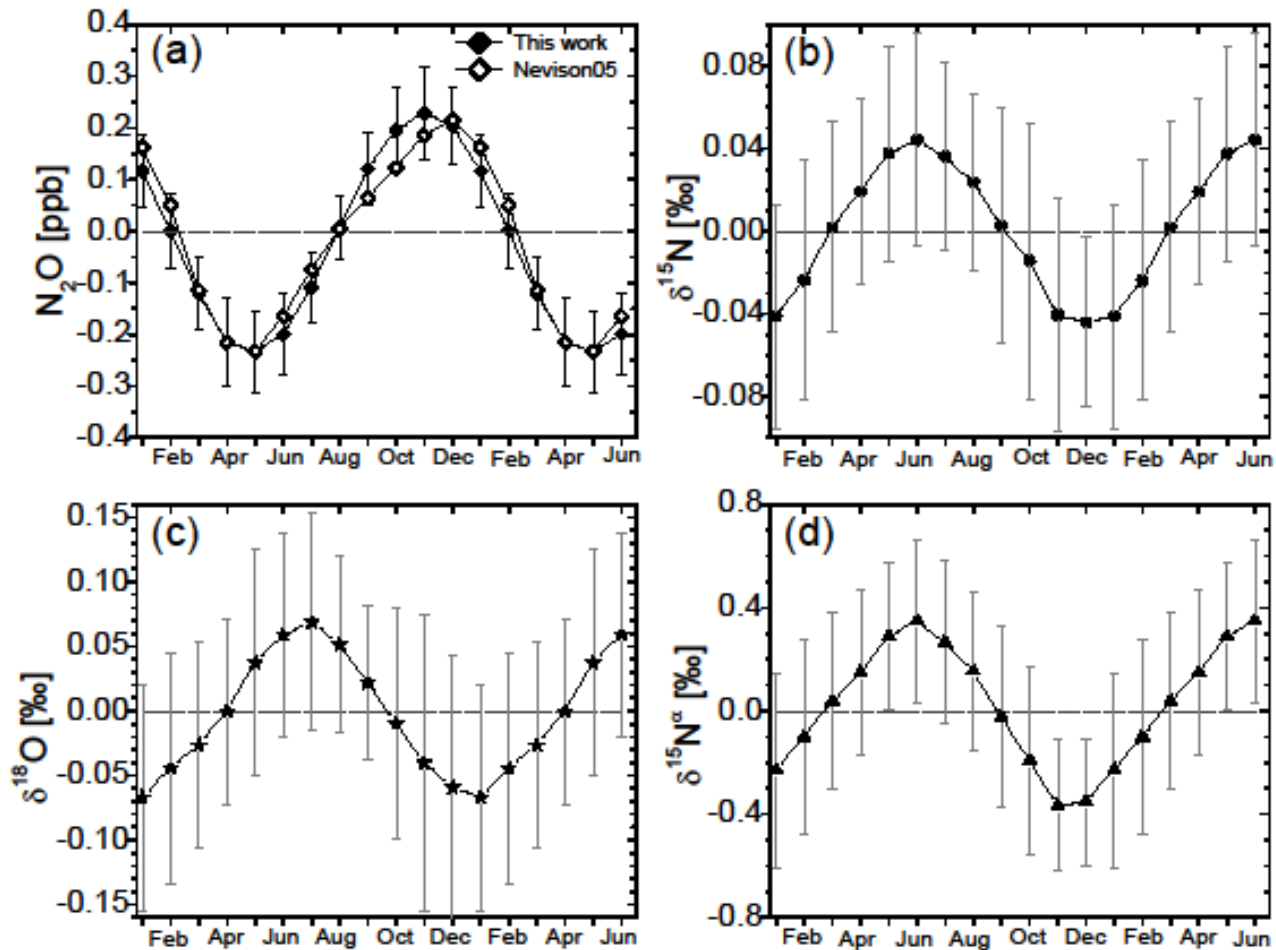 (a)
This work
Nevison05
N₂O [ppb]
0.4
0.3
0.2
0.1
0.0
-0.1
-0.2
-0.3
-0.4
Feb Apr Jun Aug Oct Dec Feb Apr Jun
(b)
δ¹⁵N [‰]
0.08
0.04
0.00
-0.04
-0.08
Feb Apr Jun Aug Oct Dec Feb Apr Jun
(c)
δ¹⁸O [‰]
0.15
0.10
0.05
0.00
-0.05
-0.10
-0.15
Feb Apr Jun Aug Oct Dec Feb Apr Jun
(d)
δ¹⁵Nᵅ [‰]
0.8
0.4
0.0
-0.4
-0.8
Feb Apr Jun Aug Oct Dec Feb Apr Jun